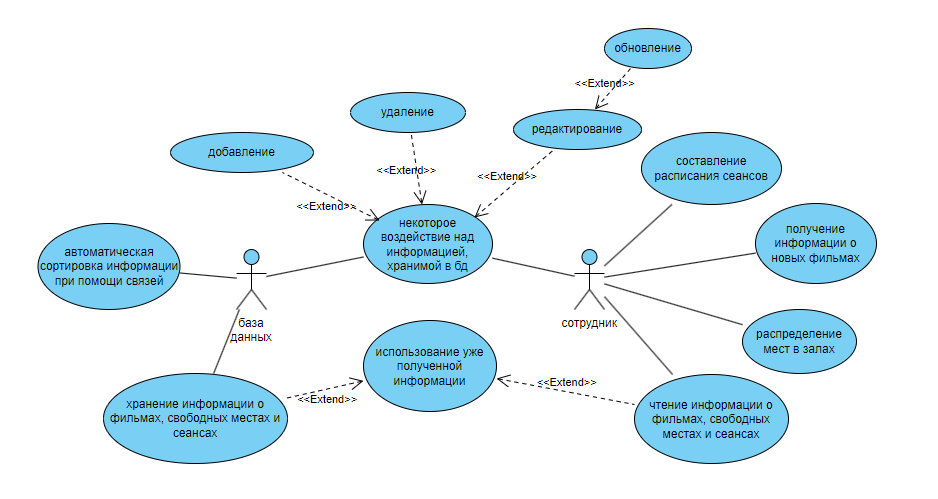 обновление
<<Extend>>
удаление
редактирование
добавление
<<Extend>>
<<Extend>>
<<Extend>>
составление
расписания сеансов
некоторое
воздействие над
информацией,
хранимой в бд
получение
информации о
новых фильмах
автоматическая
сортировка информации
при помощи связей
база
данных
сотрудник
распределение
мест в залах
использование уже
полученной
информации
<<Extend>>
<<Extend>>
хранение информации о
фильмах, свободных местах и
сеансах
чтение информации о
фильмах, свободных
местах и сеансах